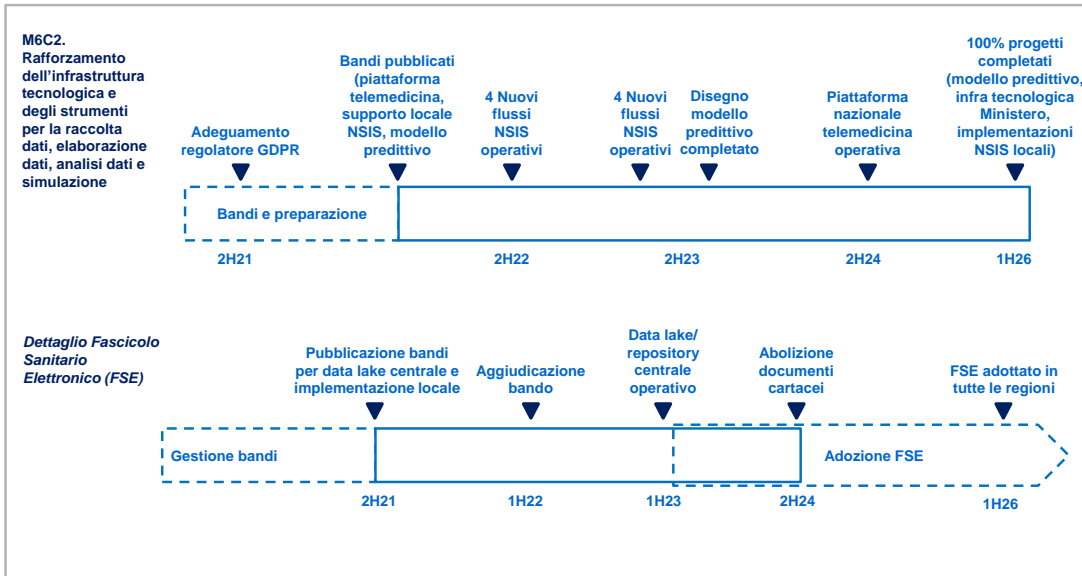 M6C2.
Rafforzamento
dell'infrastruttura
tecnologica e
degli strumenti
per la raccolta
dati, elaborazione
dati, analisi dati e
simulazione
Adeguamento
regolatore GDPR
Bandi pubblicati
(piattaforma
telemedicina,
supporto locale
NSIS, modello
predittivo
4 Nuovi
flussi
NSIS
operativi
4 Nuovi
flussi
NSIS
operativi
Disegno
modello
predittivo
completato
Piattaforma
nazionale
telemedicina
operativa
100% progetti
completati
(modello predittivo,
infra tecnologica
Ministero,
implementazioni
NSIS locali)
Bandi e preparazione
2H21
2H22
2H23
2H24
1H26
Dettaglio Fascicolo
Sanitario
Elettronico (FSE)
Pubblicazione bandi
per data lake centrale e
implementazione locale
Aggiudicazione
bando
Data lake/
repository
centrale
operativo
Abolizione
documenti
cartacei
FSE adottato in
tutte le regioni
Gestione bandi
Adozione FSE
2H21
1H22
1H23
2H24
1H26